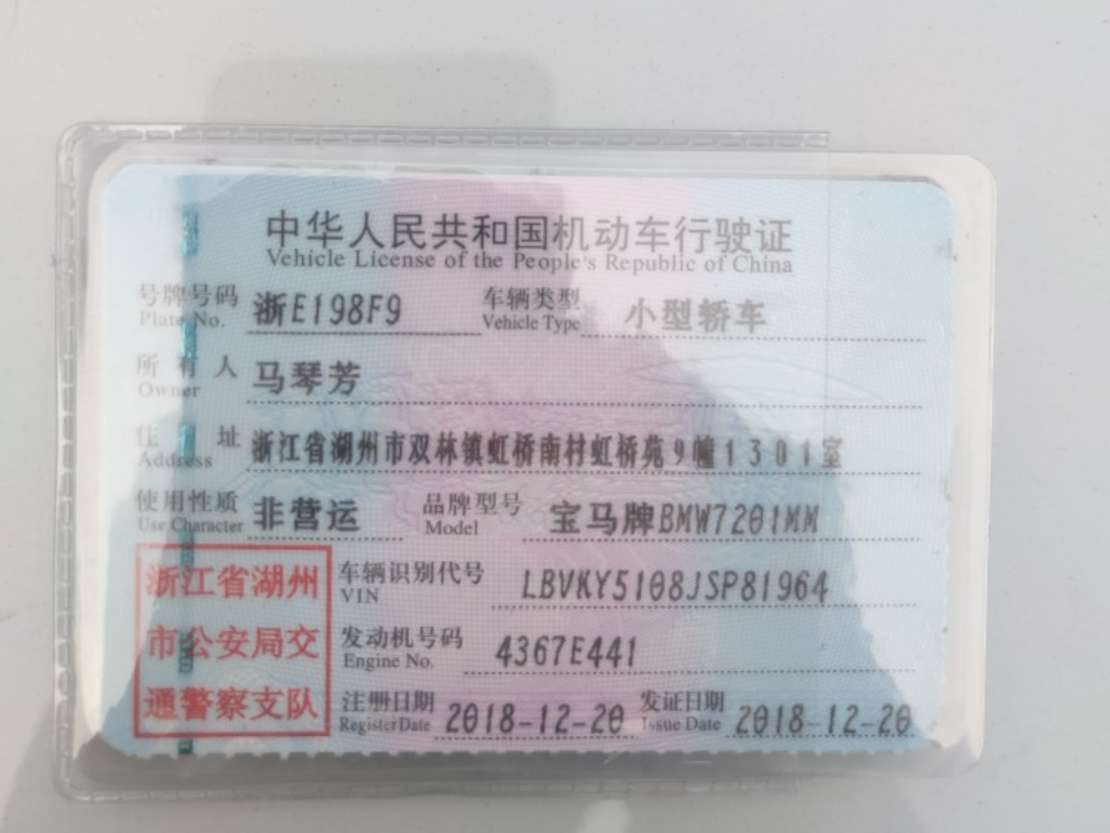 中华人民共和国机动车行驶证
Vehicle License of the People's Republic of China
号牌号码 浙E198F9 车辆类型 小型轿车
Plate No. Vehicle Type
所有人 马琴芳
Owner
住址 浙江省湖州市双林镇虹桥南村虹桥苑9幢1301室
Address
使用性质 非营运 品牌型号 宝马牌BMW7201MM
Use Character Model
浙江省湖州 车辆识别代号 LBVKY5108JSP81964
VIN
市公安局交 发动机号码 4367E441
Engine No.
通警察支队 注册日期 2018-12-20 发证日期 2018-12-20
Register Date Issue Date